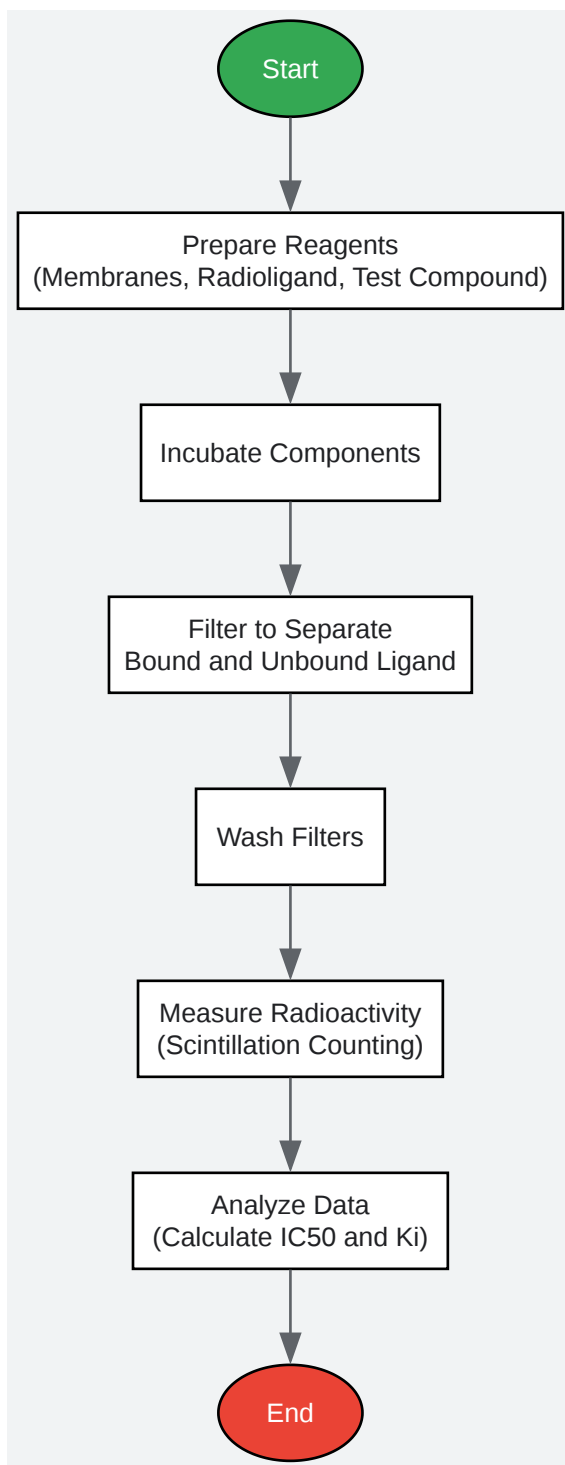 Start
Prepare Reagents
(Membranes, Radioligand, Test Compound)
Incubate Components
Filter to Separate
Bound and Unbound Ligand
Wash Filters
Measure Radioactivity
(Scintillation Counting)
Analyze Data
(Calculate IC50 and Ki)
End